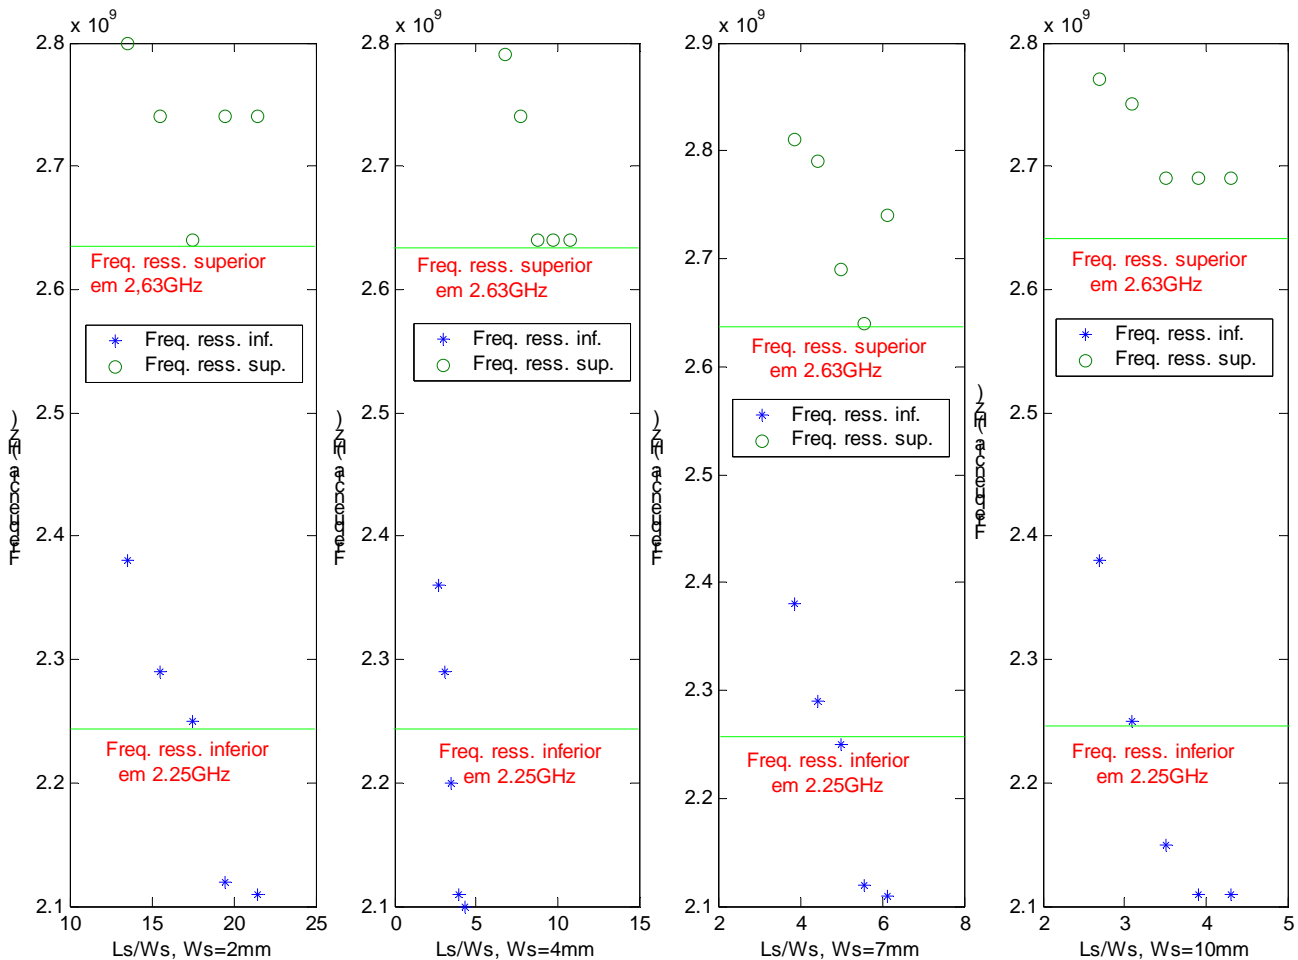 x 10^9
2.8
2.7
2.6
2.5
2.4
2.3
2.2
2.1
10 15 20 25
Ls/Ws, Ws=2mm
Frequencia(Hz)
Freq. ress. superior
em 2,63GHz
Freq. ress. inf.
Freq. ress. sup.
Freq. ress. inferior
em 2.25GHz
x 10^9
2.8
2.7
2.6
2.5
2.4
2.3
2.2
2.1
0 5 10 15
Ls/Ws, Ws=4mm
Frequencia(Hz)
Freq. ress. superior
em 2.63GHz
Freq. ress. inf.
Freq. ress. sup.
Freq. ress. inferior
em 2.25GHz
x 10^9
2.9
2.8
2.7
2.6
2.5
2.4
2.3
2.2
2.1
2 4 6 8
Ls/Ws, Ws=7mm
Frequencia(Hz)
Freq. ress. superior
em 2.63GHz
Freq. ress. inf.
Freq. ress. sup.
Freq. ress. inferior
em 2.25GHz
x 10^9
2.8
2.7
2.6
2.5
2.4
2.3
2.2
2.1
2 3 4 5
Ls/Ws, Ws=10mm
Frequencia(Hz)
Freq. ress. superior
em 2.63GHz
Freq. ress. inf.
Freq. ress. sup.
Freq. ress. inferior
em 2.25GHz